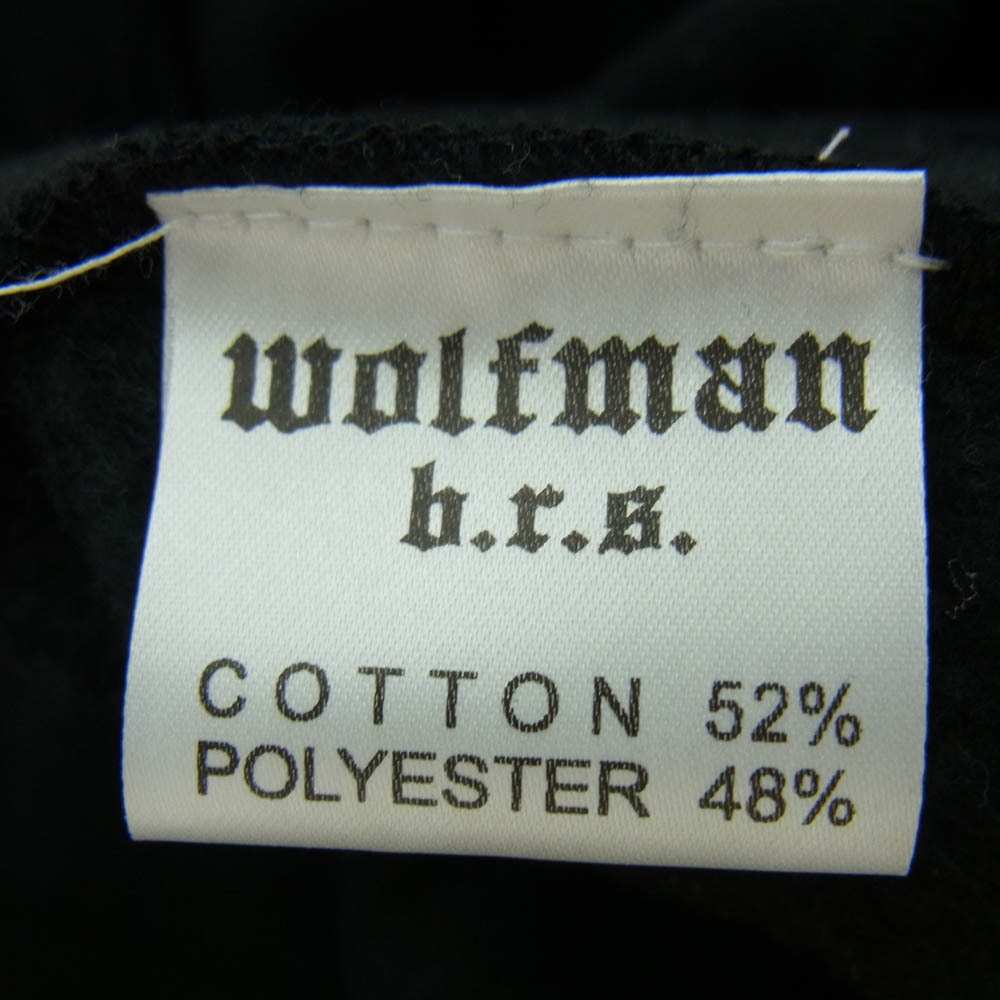 wolfman
b.r.s.
COTTON 52%
POLYESTER 48%